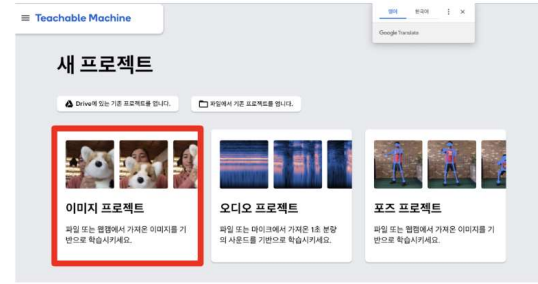 Teachable Machine
영어
한국어
Google Translate
새 프로젝트
Drive에 있는 기존 프로젝트를 엽니다.
파일에서 기존 프로젝트를 엽니다.
이미지 프로젝트
파일 또는 웹캠에서 가져온 이미지를 기
반으로 학습시키세요.
오디오 프로젝트
파일 또는 마이크에서 가져온 1초 분량
의 사운드를 기반으로 학습시키세요.
포즈 프로젝트
파일 또는 웹캠에서 가져온 이미지를 기
반으로 학습시키세요.